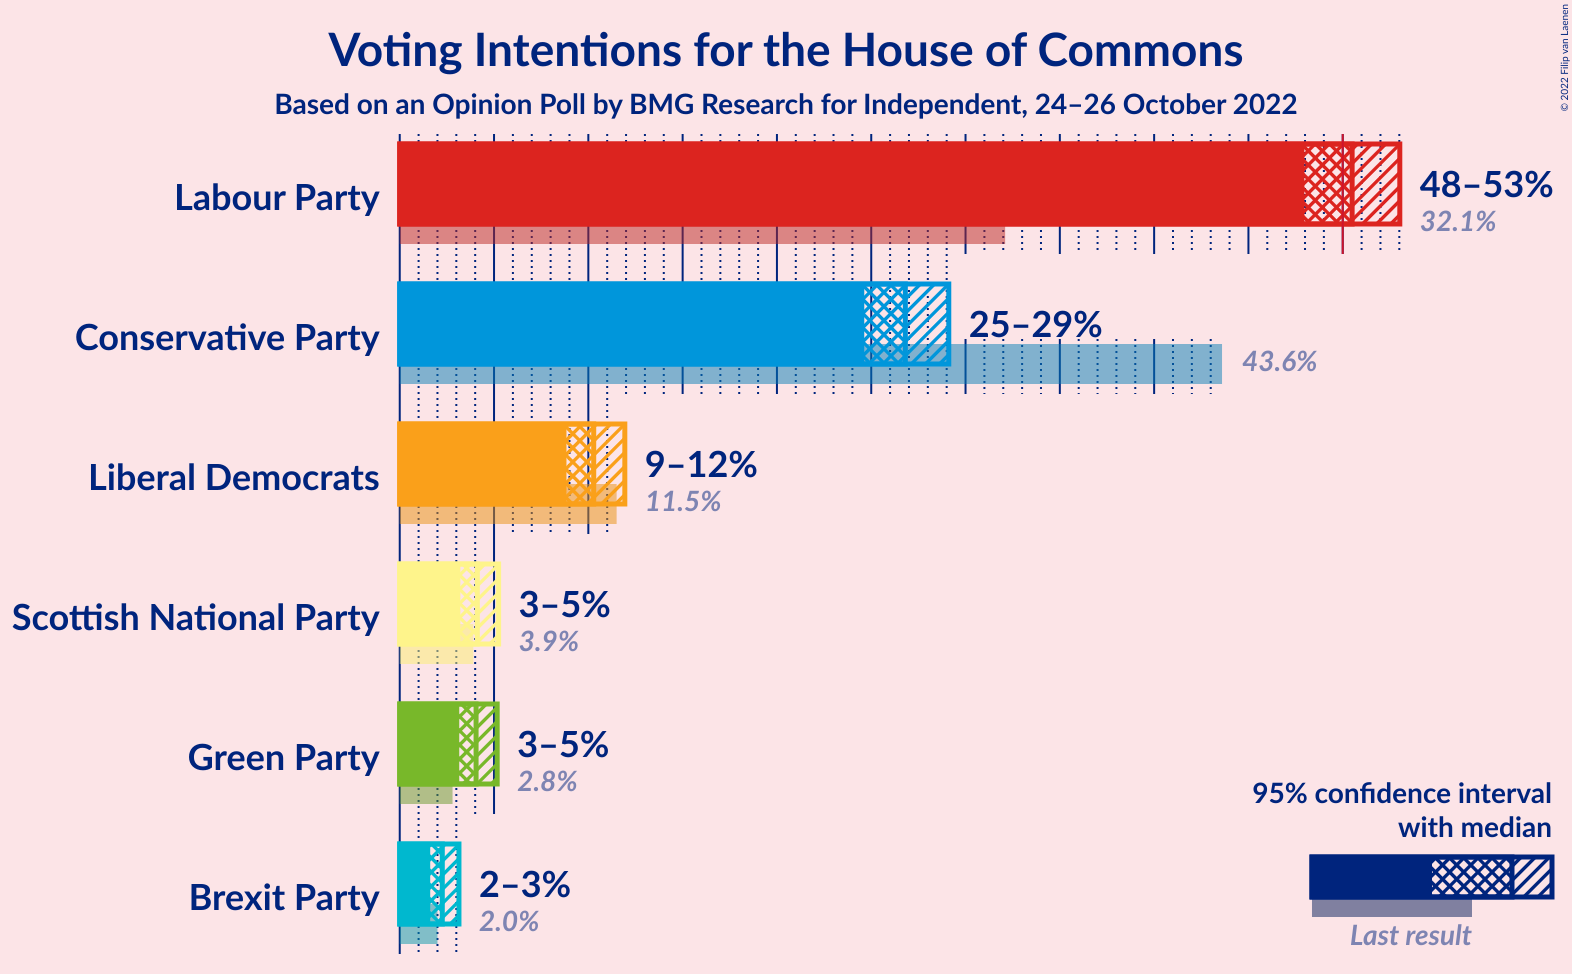 Voting Intentions for the House of Commons
Based on an Opinion Poll by BMG Research for Independent, 24–26 October 2022
© 2022 Filip van Laenen
Labour Party
48–53%
32.1%
Conservative Party
25–29%
43.6%
Liberal Democrats
9–12%
11.5%
Scottish National Party
3–5%
3.9%
Green Party
3–5%
2.8%
Brexit Party
2–3%
2.0%
95% confidence interval
with median
Last result